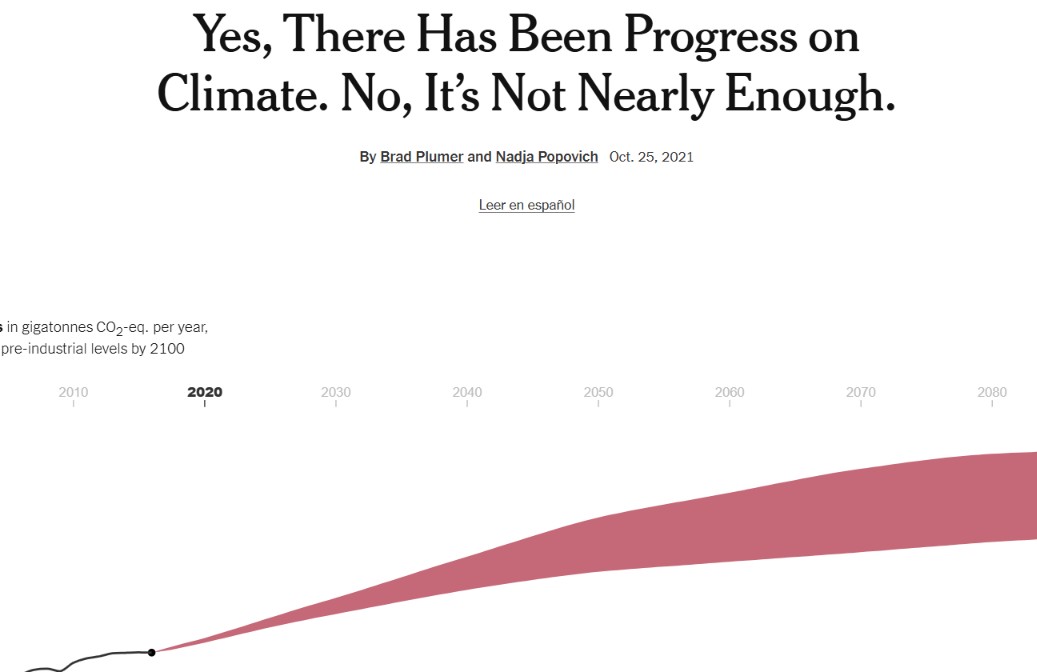 Yes, There Has Been Progress on
Climate. No, It’s Not Nearly Enough.
By Brad Plumer and Nadja Popovich Oct. 25, 2021
Leer en español
s in gigatonnes CO₂-eq. per year,
pre-industrial levels by 2100
2010 2020 2030 2040 2050 2060 2070 2080